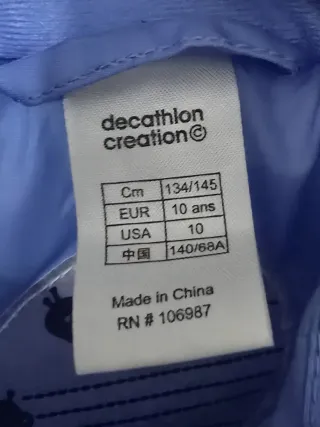 decathlon
creation©
Cm 134/145
EUR 10 ans
USA 10
中国 140/68A
Made in China
RN # 106987